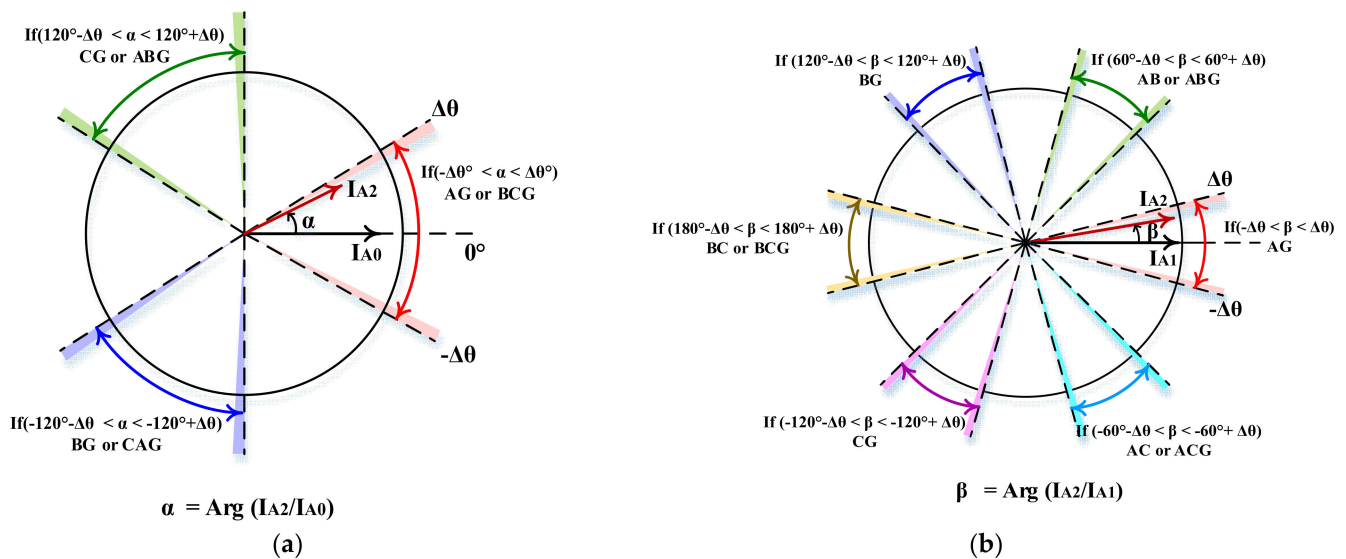 If(120°-Δθ < α < 120°+Δθ)
CG or ABG
Δθ
If(-Δθ° < α < Δθ°)
AG or BCG
IA2
α
IA0
0°
-Δθ
If(-120°-Δθ < α < -120°+Δθ)
BG or CAG
α = Arg (IA2/IA0)
(a)
If (120°-Δθ < β < 120°+ Δθ)
BG
If (60°-Δθ < β < 60°+ Δθ)
AB or ABG
Δθ
IA2
If (180°-Δθ < β < 180°+ Δθ)
BC or BCG
β
If(-Δθ < β < Δθ)
AG
IA1
-Δθ
If (-120°-Δθ < β < -120°+ Δθ)
CG
If (-60°-Δθ < β < -60°+ Δθ)
AC or ACG
β = Arg (IA2/IA1)
(b)